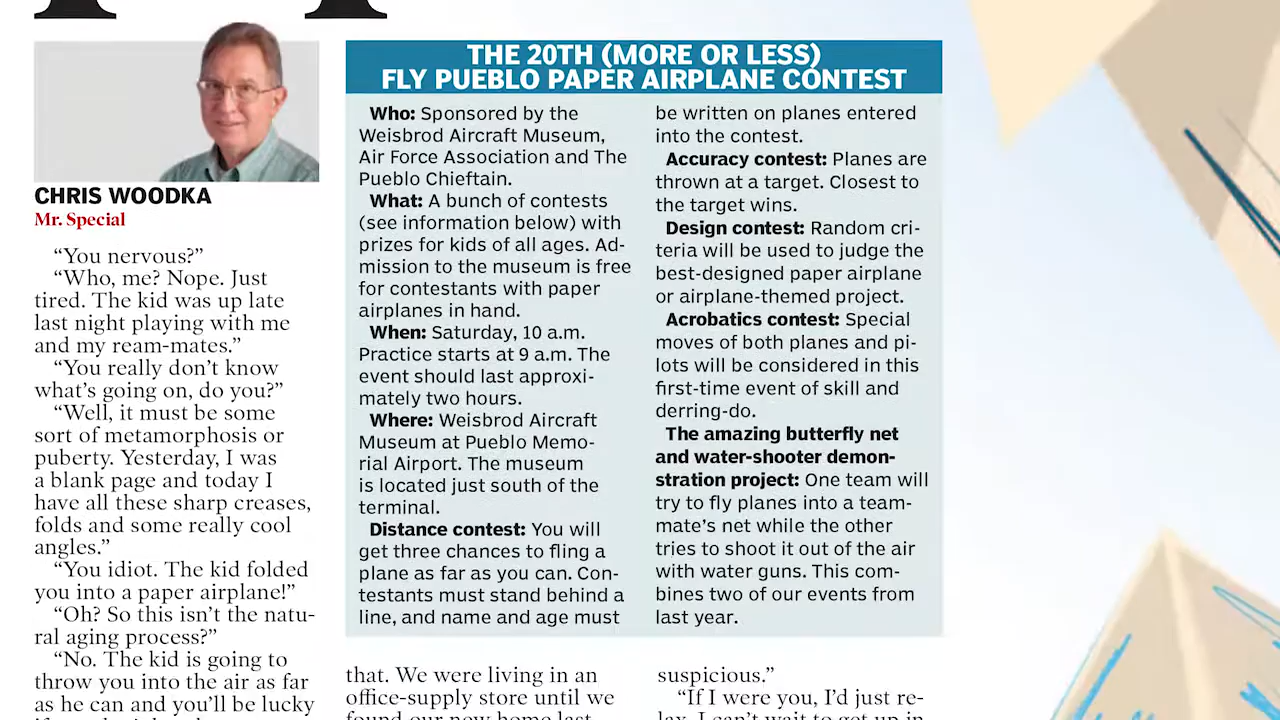 CHRIS WOODKA
Mr. Special
“You nervous?”
“Who, me? Nope. Just
tired. The kid was up late
last night playing with me
and my ream-mates.”
“You really don’t know
what’s going on, do you?”
“Well, it must be some
sort of metamorphosis or
puberty. Yesterday, I was
a blank page and today I
have all these sharp creases,
folds and some really cool
angles.”
“You idiot. The kid folded
you into a paper airplane!”
“Oh? So this isn’t the natu-
ral aging process?”
“No. The kid is going to
throw you into the air as far
as he can and you’ll be lucky
THE 20TH (MORE OR LESS)
FLY PUEBLO PAPER AIRPLANE CONTEST
Who: Sponsored by the
Weisbrod Aircraft Museum,
Air Force Association and The
Pueblo Chieftain.
What: A bunch of contests
(see information below) with
prizes for kids of all ages. Ad-
mission to the museum is free
for contestants with paper
airplanes in hand.
When: Saturday, 10 a.m.
Practice starts at 9 a.m. The
event should last approxi-
mately two hours.
Where: Weisbrod Aircraft
Museum at Pueblo Memo-
rial Airport. The museum
is located just south of the
terminal.
Distance contest: You will
get three chances to fling a
plane as far as you can. Con-
testants must stand behind a
line, and name and age must
be written on planes entered
into the contest.
Accuracy contest: Planes are
thrown at a target. Closest to
the target wins.
Design contest: Random cri-
teria will be used to judge the
best-designed paper airplane
or airplane-themed project.
Acrobatics contest: Special
moves of both planes and pi-
lots will be considered in this
first-time event of skill and
derring-do.
The amazing butterfly net
and water-shooter demon-
stration project: One team will
try to fly planes into a team-
mate’s net while the other
tries to shoot it out of the air
with water guns. This com-
bines two of our events from
last year.
that. We were living in an
office-supply store until we
found our new home last
suspicious.”
“If I were you, I’d just re-
lax. I can’t wait to get up in